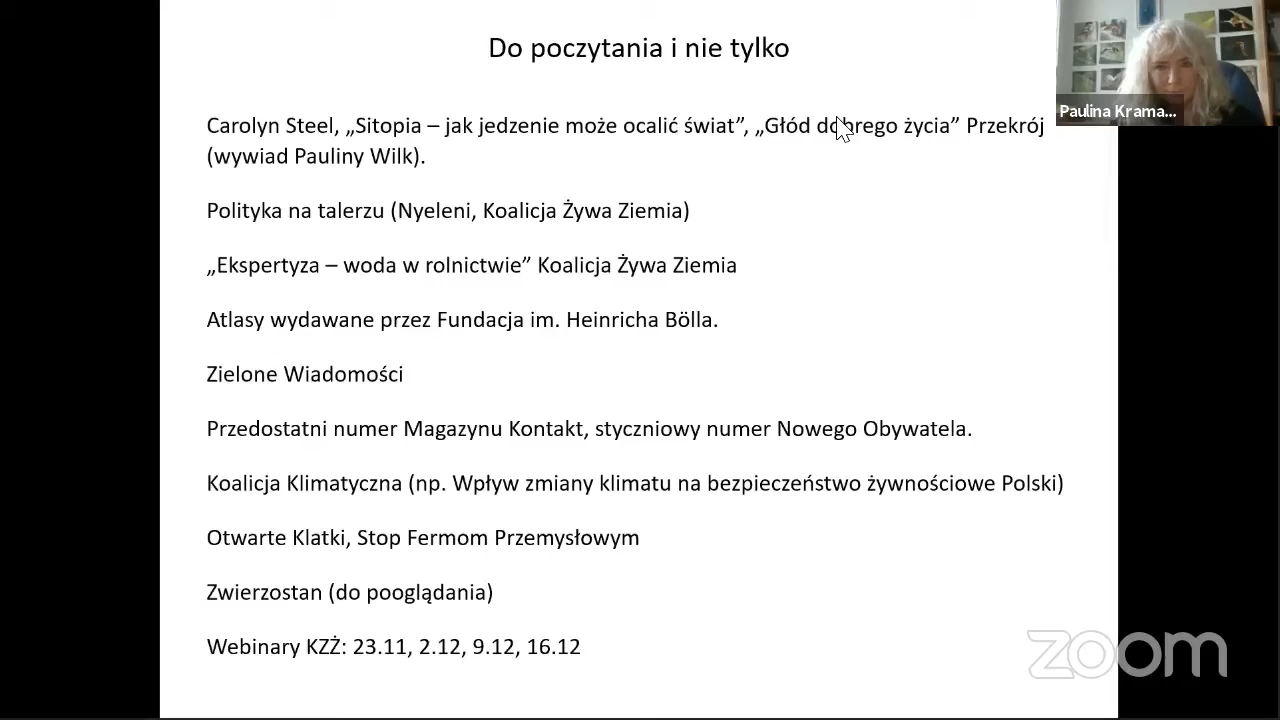 Do poczytania i nie tylko
Paulina Krama...
Carolyn Steel, „Sitopia – jak jedzenie może ocalić świat”, „Głód dobrego życia” Przekrój
(wywiad Pauliny Wilk).
Polityka na talerzu (Nyeleni, Koalicja Żywa Ziemia)
„Ekspertyza – woda w rolnictwie” Koalicja Żywa Ziemia
Atlasy wydawane przez Fundacja im. Heinricha Bölla.
Zielone Wiadomości
Przedostatni numer Magazynu Kontakt, styczniowy numer Nowego Obywatela.
Koalicja Klimatyczna (np. Wpływ zmiany klimatu na bezpieczeństwo żywnościowe Polski)
Otwarte Klatki, Stop Fermom Przemysłowym
Zwierzostan (do pooglądania)
Webinary KZŻ: 23.11, 2.12, 9.12, 16.12
zoom